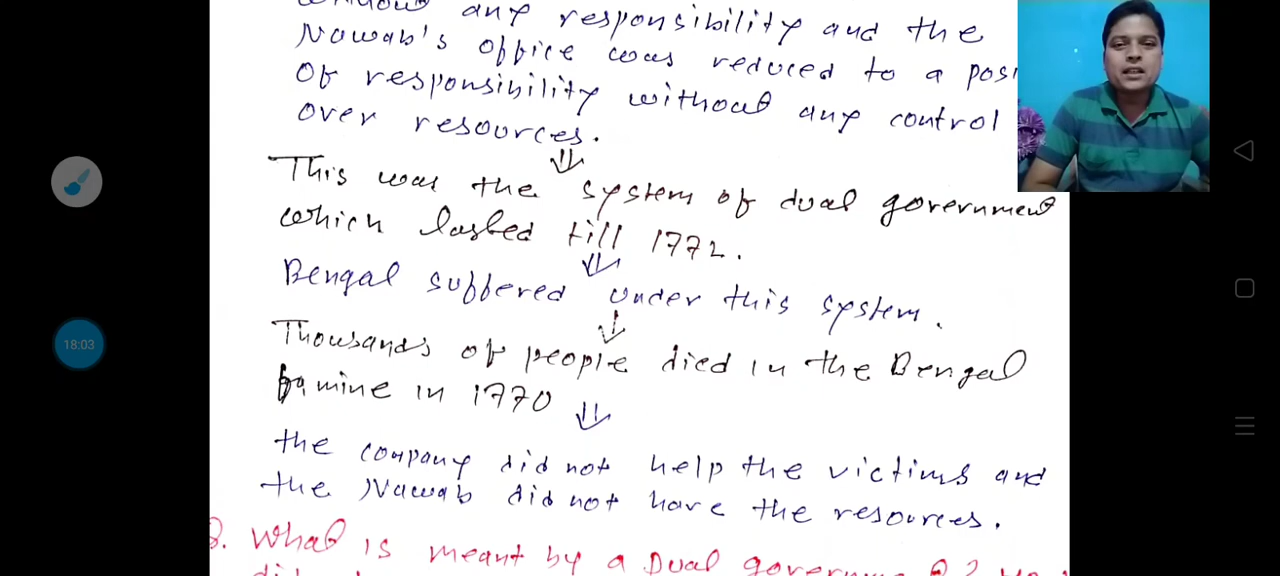 any responsibility and the
Nawab's office was reduced to a posi
of responsibility without any control
over resources.
This was the system of dual government
which lasted till 1772.
Bengal suffered under this system.
18:03
Thousands of people died in the Bengal
famine in 1770
the company did not help the victims and
the Nawab did not have the resources.
Q. What is meant by a Dual governme